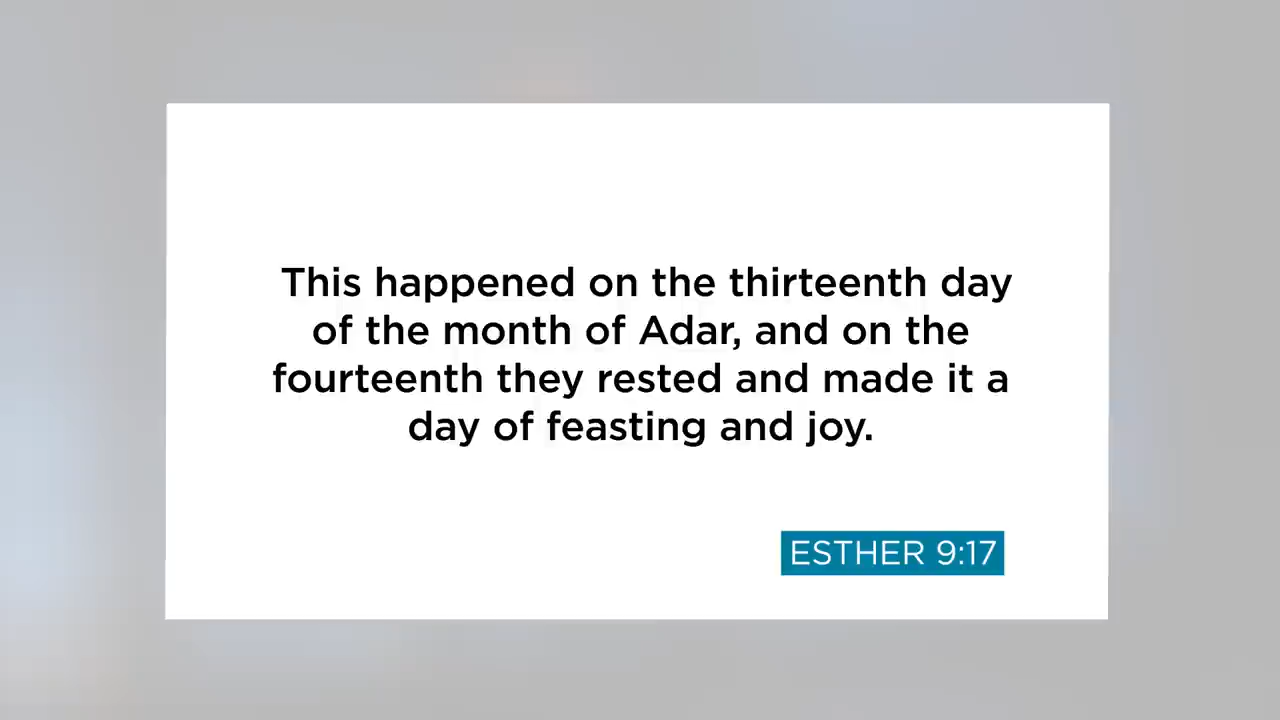 This happened on the thirteenth day
of the month of Adar, and on the
fourteenth they rested and made it a
day of feasting and joy.
ESTHER 9:17